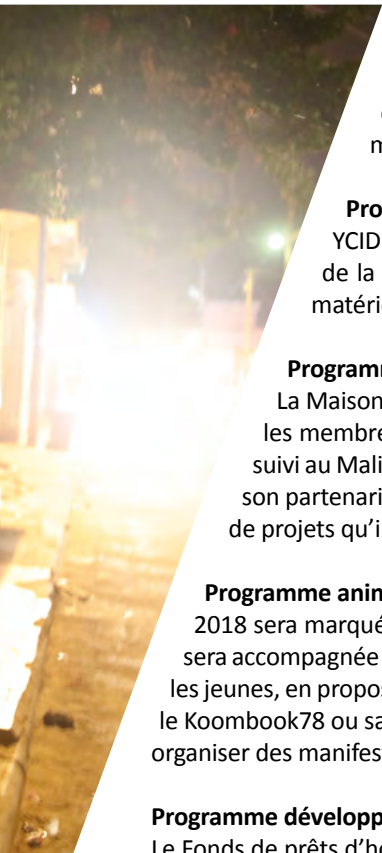 m
Pro
YCID
de la
matéri
Programm
La Maison
les membre
suivi au Mali
son partenari
de projets qu'i
Programme anim
2018 sera marqué
sera accompagnée
les jeunes, en propos
le Koombook78 ou sa
organiser des manifest
Programme développ
Le Fonds de prêts d'ho